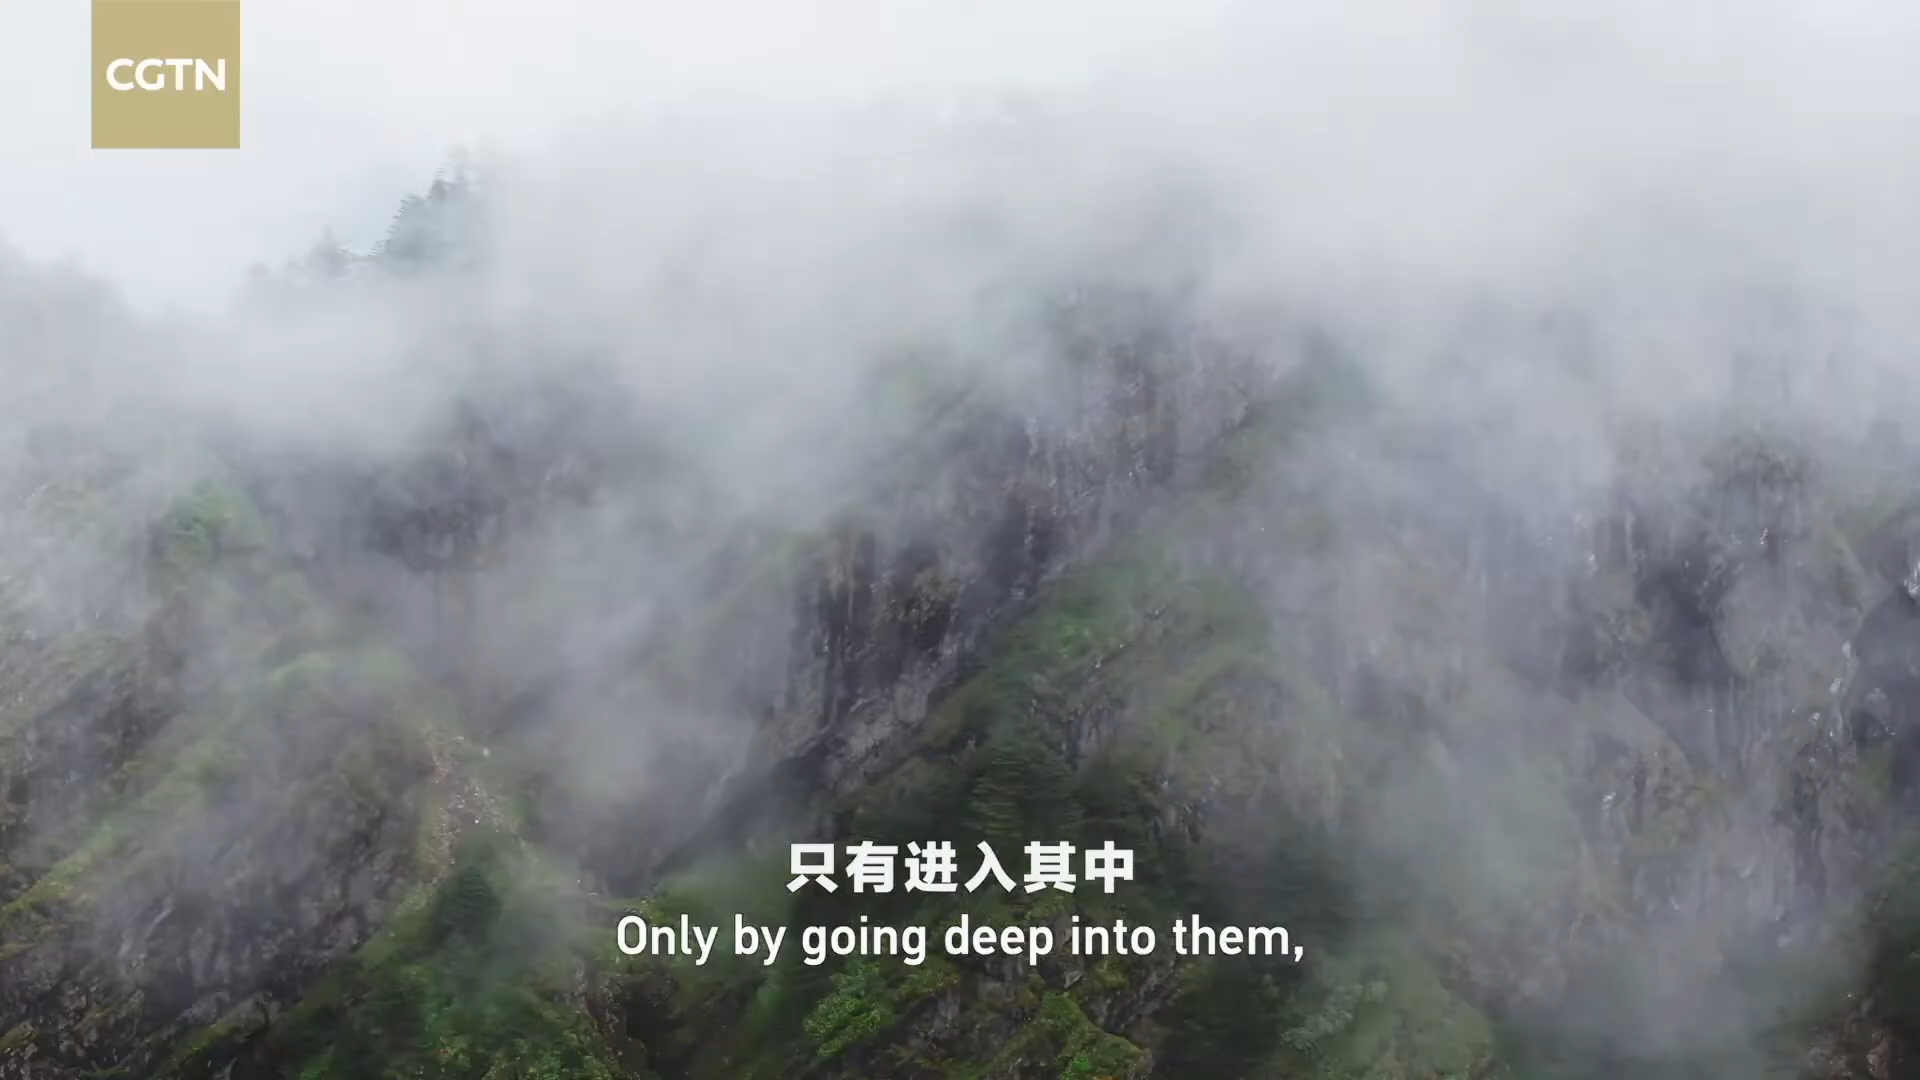 CGTN
只有进入其中
Only by going deep into them,